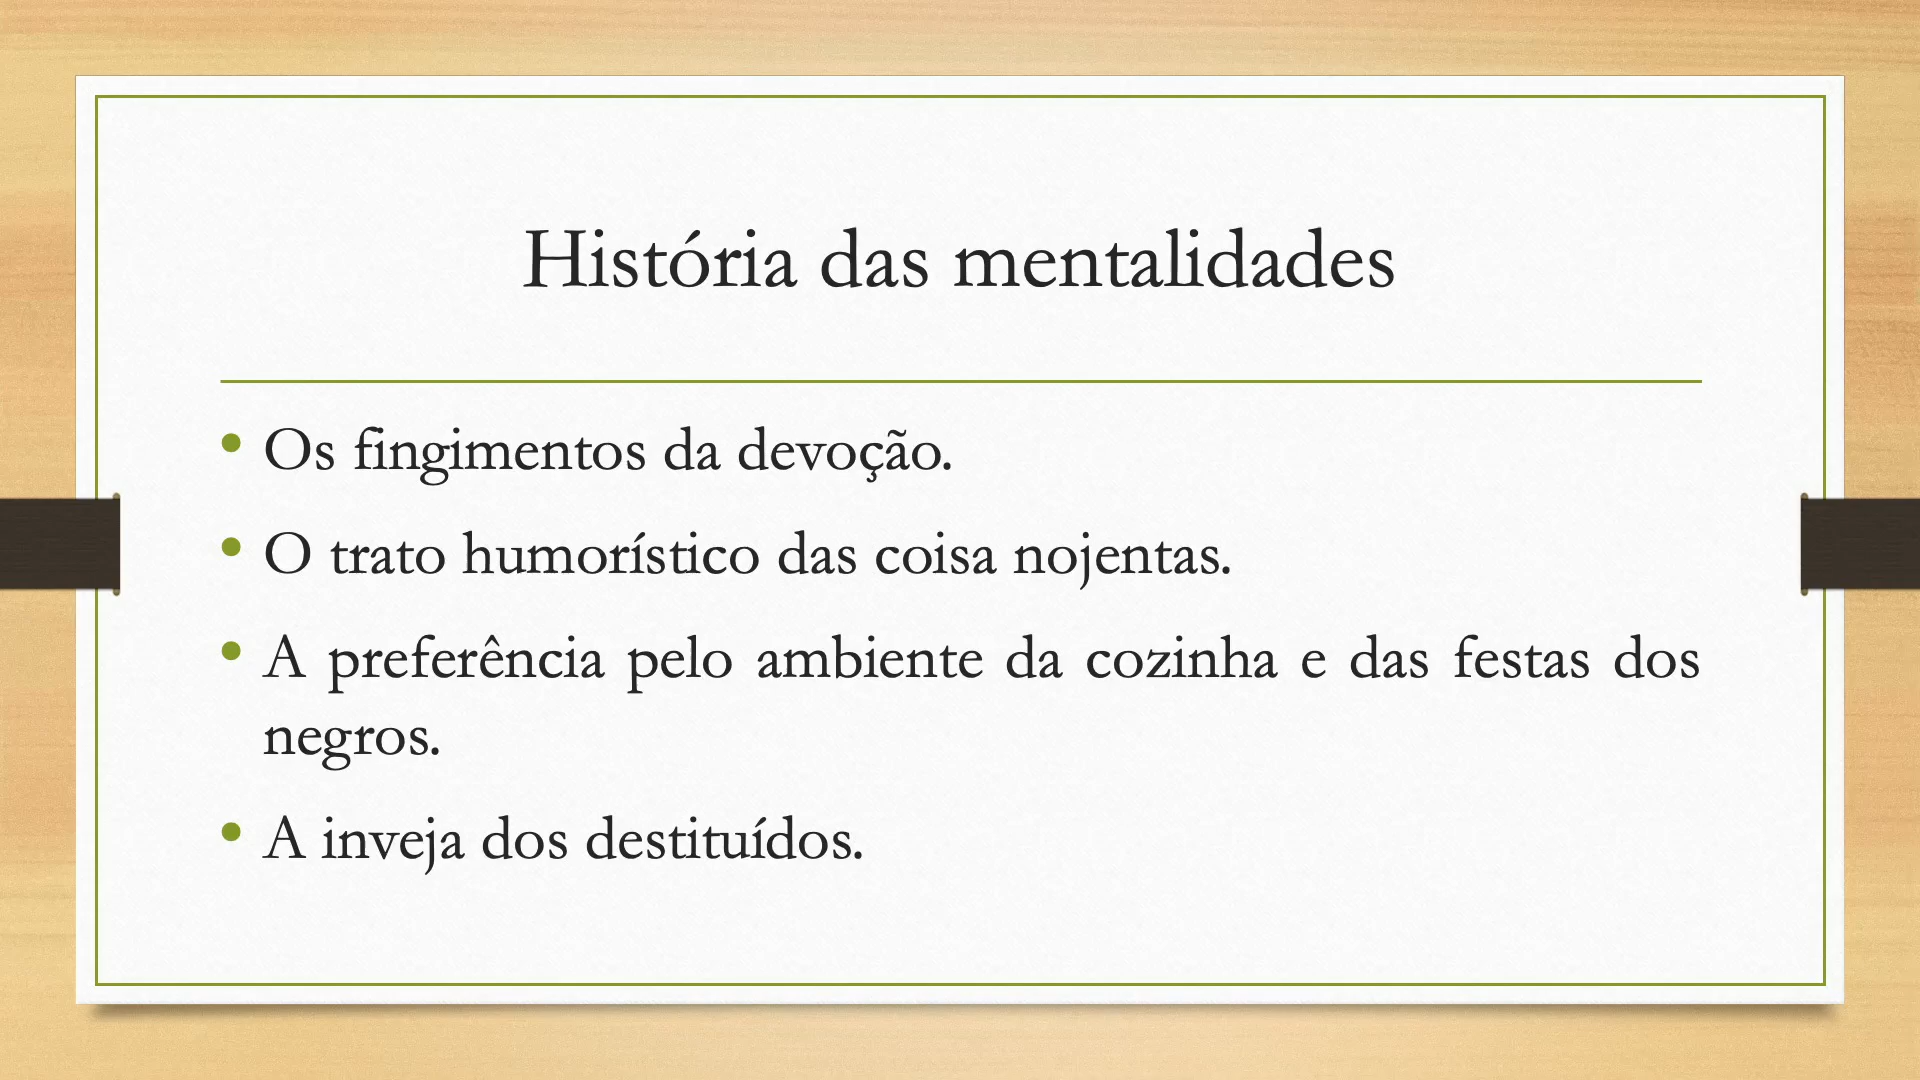 História das mentalidades
• Os fingimentos da devoção.
• O trato humorístico das coisa nojentas.
• A preferência pelo ambiente da cozinha e das festas dos
negros.
• A inveja dos destituídos.